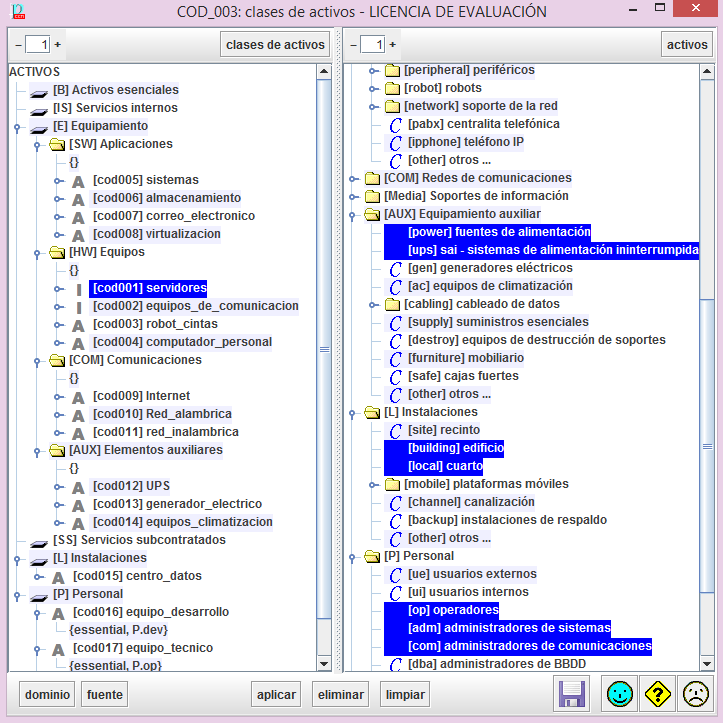 COD_003: clases de activos - LICENCIA DE EVALUACIÓN
– 1 +
clases de activos
ACTIVOS
[B] Activos esenciales
[IS] Servicios internos
[E] Equipamiento
[SW] Aplicaciones
{}
A [cod005] sistemas
A [cod006] almacenamiento
A [cod007] correo_electronico
A [cod008] virtualizacion
[HW] Equipos
{}
I [cod001] servidores
I [cod002] equipos_de_comunicacion
A [cod003] robot_cintas
A [cod004] computador_personal
[COM] Comunicaciones
{}
A [cod009] Internet
A [cod010] Red_alambrica
A [cod011] red_inalambrica
[AUX] Elementos auxiliares
{}
A [cod012] UPS
A [cod013] generador_electrico
A [cod014] equipos_climatizacion
[SS] Servicios subcontratados
[L] Instalaciones
A [cod015] centro_datos
[P] Personal
A [cod016] equipo_desarrollo
{essential, P.dev}
A [cod017] equipo_tecnico
{essential, P.op}
– 1 +
activos
[peripheral] periféricos
[robot] robots
[network] soporte de la red
C [pabx] centralita telefónica
C [ipphone] teléfono IP
C [other] otros ...
[COM] Redes de comunicaciones
[Media] Soportes de información
[AUX] Equipamiento auxiliar
[power] fuentes de alimentación
[ups] sai - sistemas de alimentación ininterrumpida
C [gen] generadores eléctricos
C [ac] equipos de climatización
[cabling] cableado de datos
C [supply] suministros esenciales
C [destroy] equipos de destrucción de soportes
C [furniture] mobiliario
C [safe] cajas fuertes
C [other] otros ...
[L] Instalaciones
C [site] recinto
[building] edificio
[local] cuarto
[mobile] plataformas móviles
C [channel] canalización
C [backup] instalaciones de respaldo
C [other] otros ...
[P] Personal
C [ue] usuarios externos
C [ui] usuarios internos
[op] operadores
[adm] administradores de sistemas
[com] administradores de comunicaciones
C [dba] administradores de BBDD
dominio
fuente
aplicar
eliminar
limpiar
?